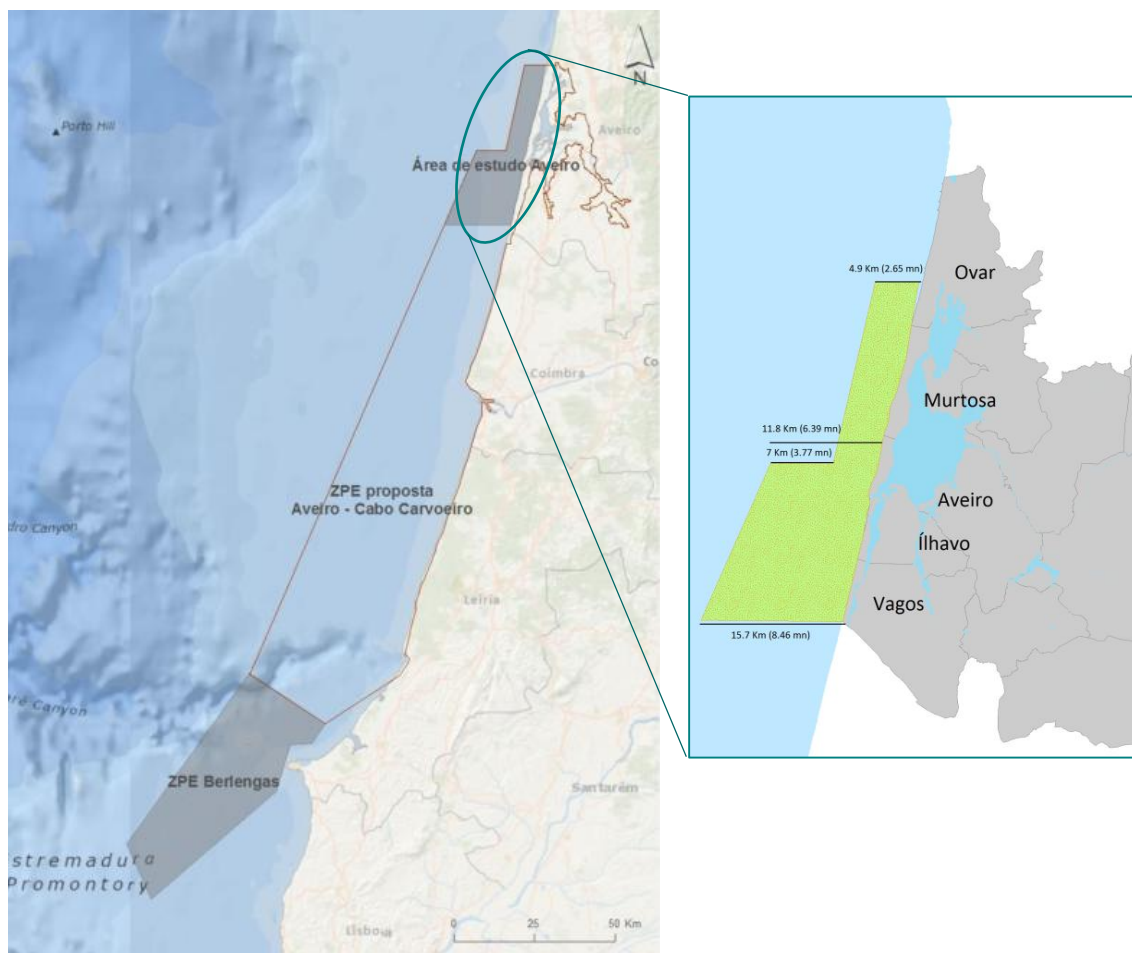 N
Porto Hill
Aveiro
Área de estudo Aveiro
Coimbra
Co
ZPE proposta
Aveiro - Cabo Carvoeiro
dro Canyon
Leiria
aré Canyon
ZPE Berlengas
Santarém
stremadura
Promontory
Lisboa
0 25 50 Km
4.9 Km (2.65 mn)
Ovar
Murtosa
11.8 Km (6.39 mn)
7 Km (3.77 mn)
Aveiro
Ílhavo
Vagos
15.7 Km (8.46 mn)